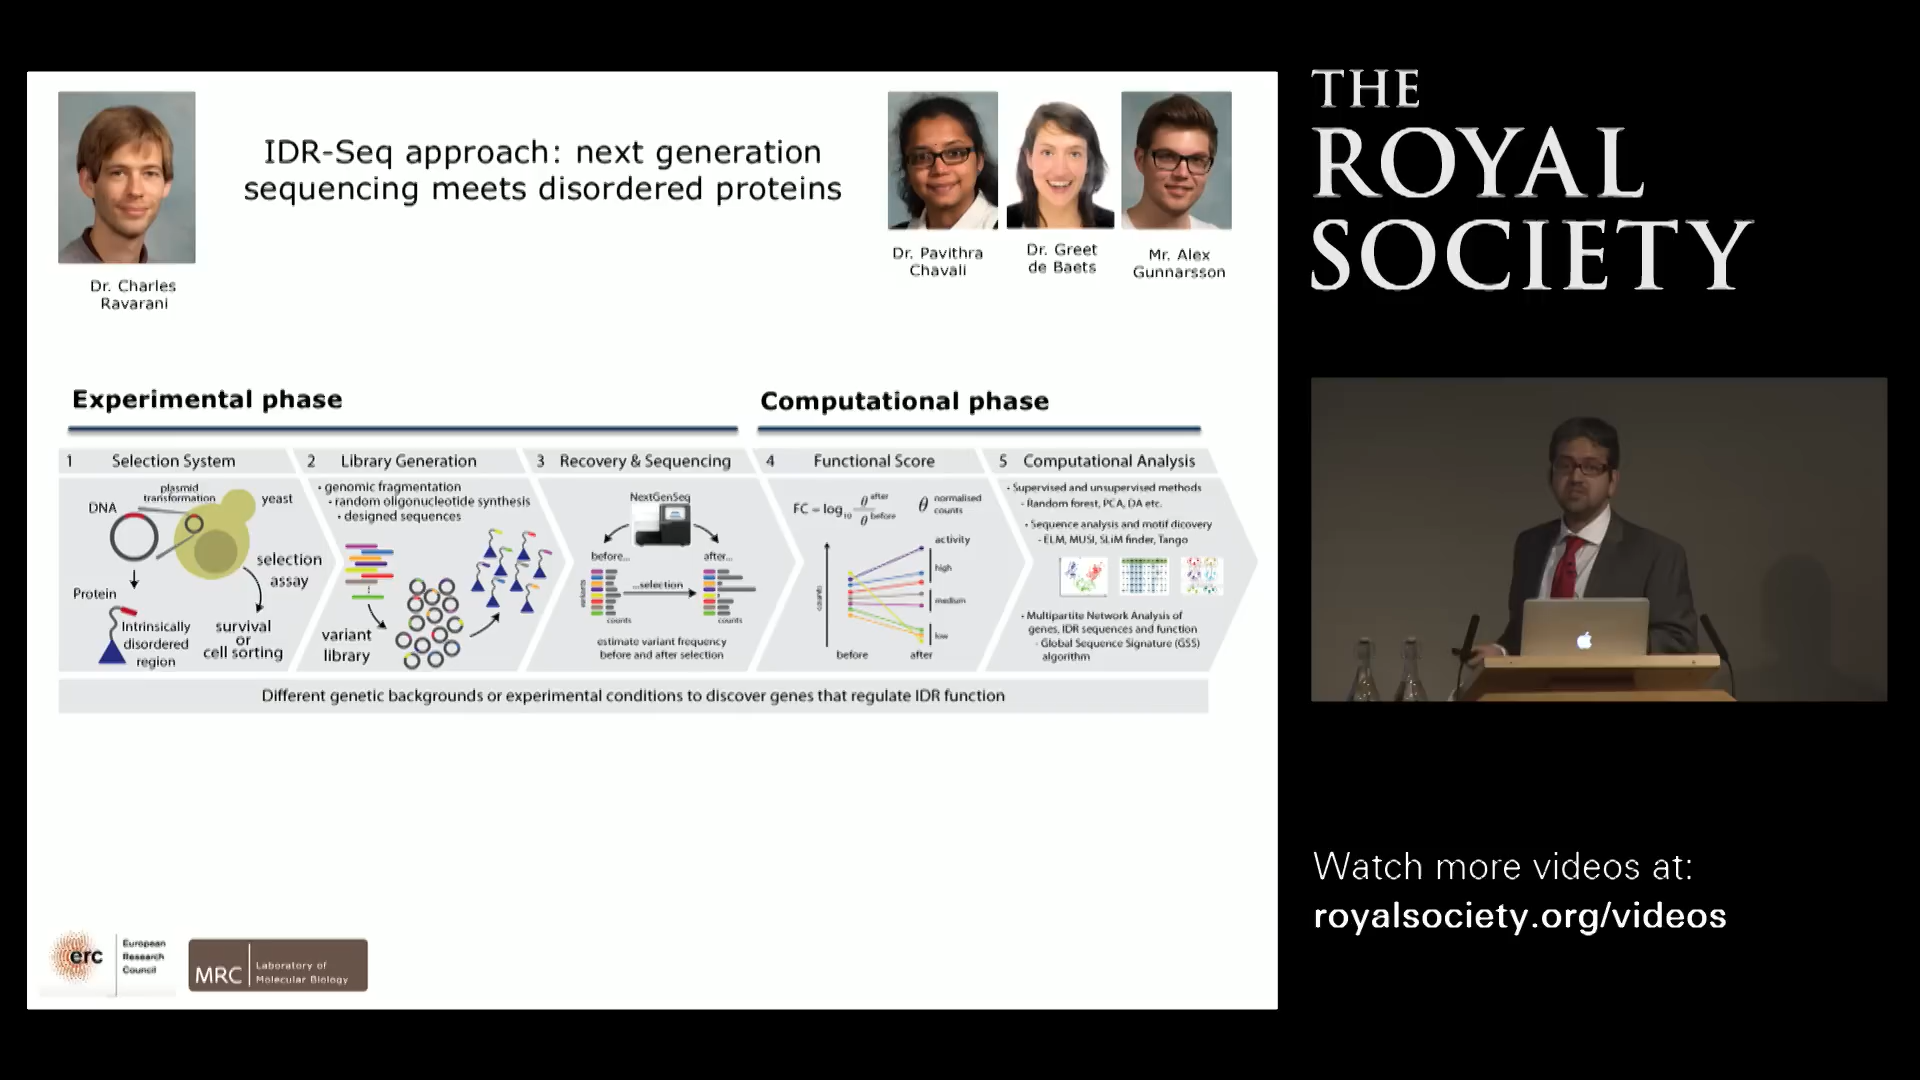 IDR-Seq approach: next generation
sequencing meets disordered proteins
Dr. Charles
Ravarani
Dr. Pavithra
Chavali
Dr. Greet
de Baets
Mr. Alex
Gunnarsson
Experimental phase
Computational phase
1 Selection System
DNA
plasmid
transformation
yeast
selection
assay
Protein
Intrinsically
disordered
region
survival
or
cell sorting
2 Library Generation
• genomic fragmentation
• random oligonucleotide synthesis
• designed sequences
variant
library
3 Recovery & Sequencing
NextGenSeq
before...
after...
...selection
variants
counts
counts
estimate variant frequency
before and after selection
4 Functional Score
FC = log10 θ after / θ before
θ normalised
counts
activity
high
medium
low
counts
before
after
5 Computational Analysis
• Supervised and unsupervised methods
- Random forest, PCA, DA etc.
• Sequence analysis and motif dicovery
- ELM, MUSI, SLiM finder, Tango
• Multipartite Network Analysis of
genes, IDR sequences and function
- Global Sequence Signature (GSS)
algorithm
Different genetic backgrounds or experimental conditions to discover genes that regulate IDR function
erc
European
Research
Council
MRC
Laboratory of
Molecular Biology
THE
ROYAL
SOCIETY
Watch more videos at:
royalsociety.org/videos